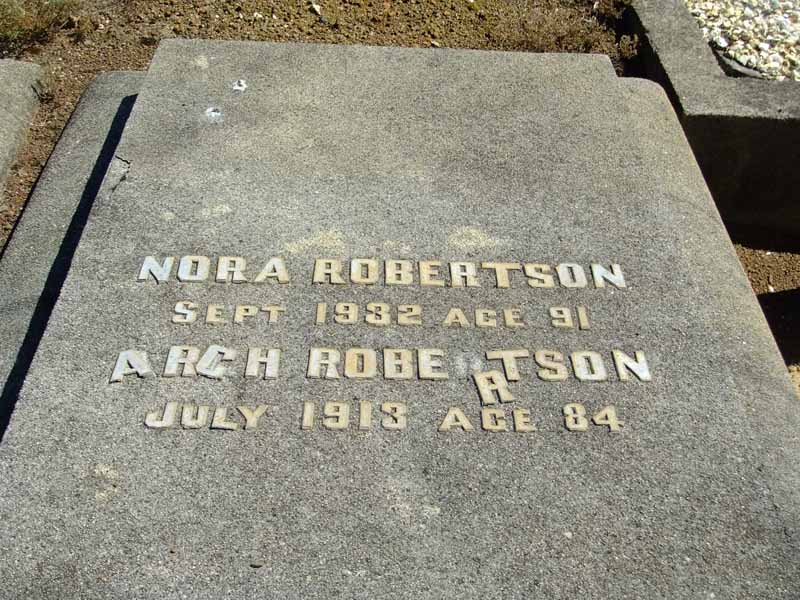 NORA ROBERTSON
SEPT 1932 AGE 91
ARCH ROBERTSON
JULY 1913 AGE 84